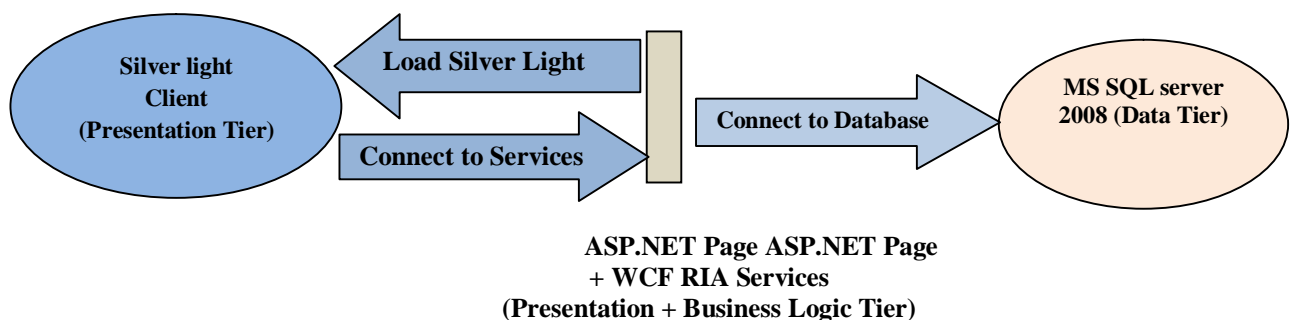 Silver light
Client
(Presentation Tier)
Load Silver Light
Connect to Services
Connect to Database
MS SQL server
2008 (Data Tier)
ASP.NET Page ASP.NET Page
+ WCF RIA Services
(Presentation + Business Logic Tier)